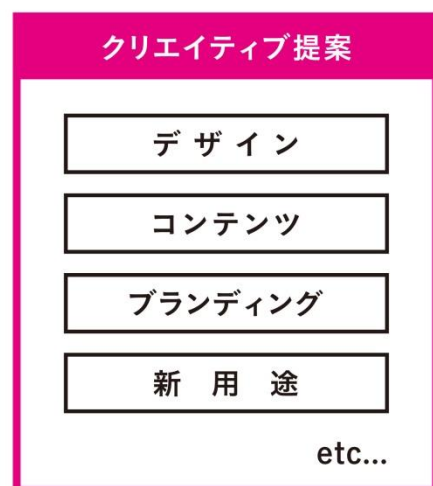 クリエイティブ提案
デザイン
コンテンツ
ブランディング
新用途
etc...